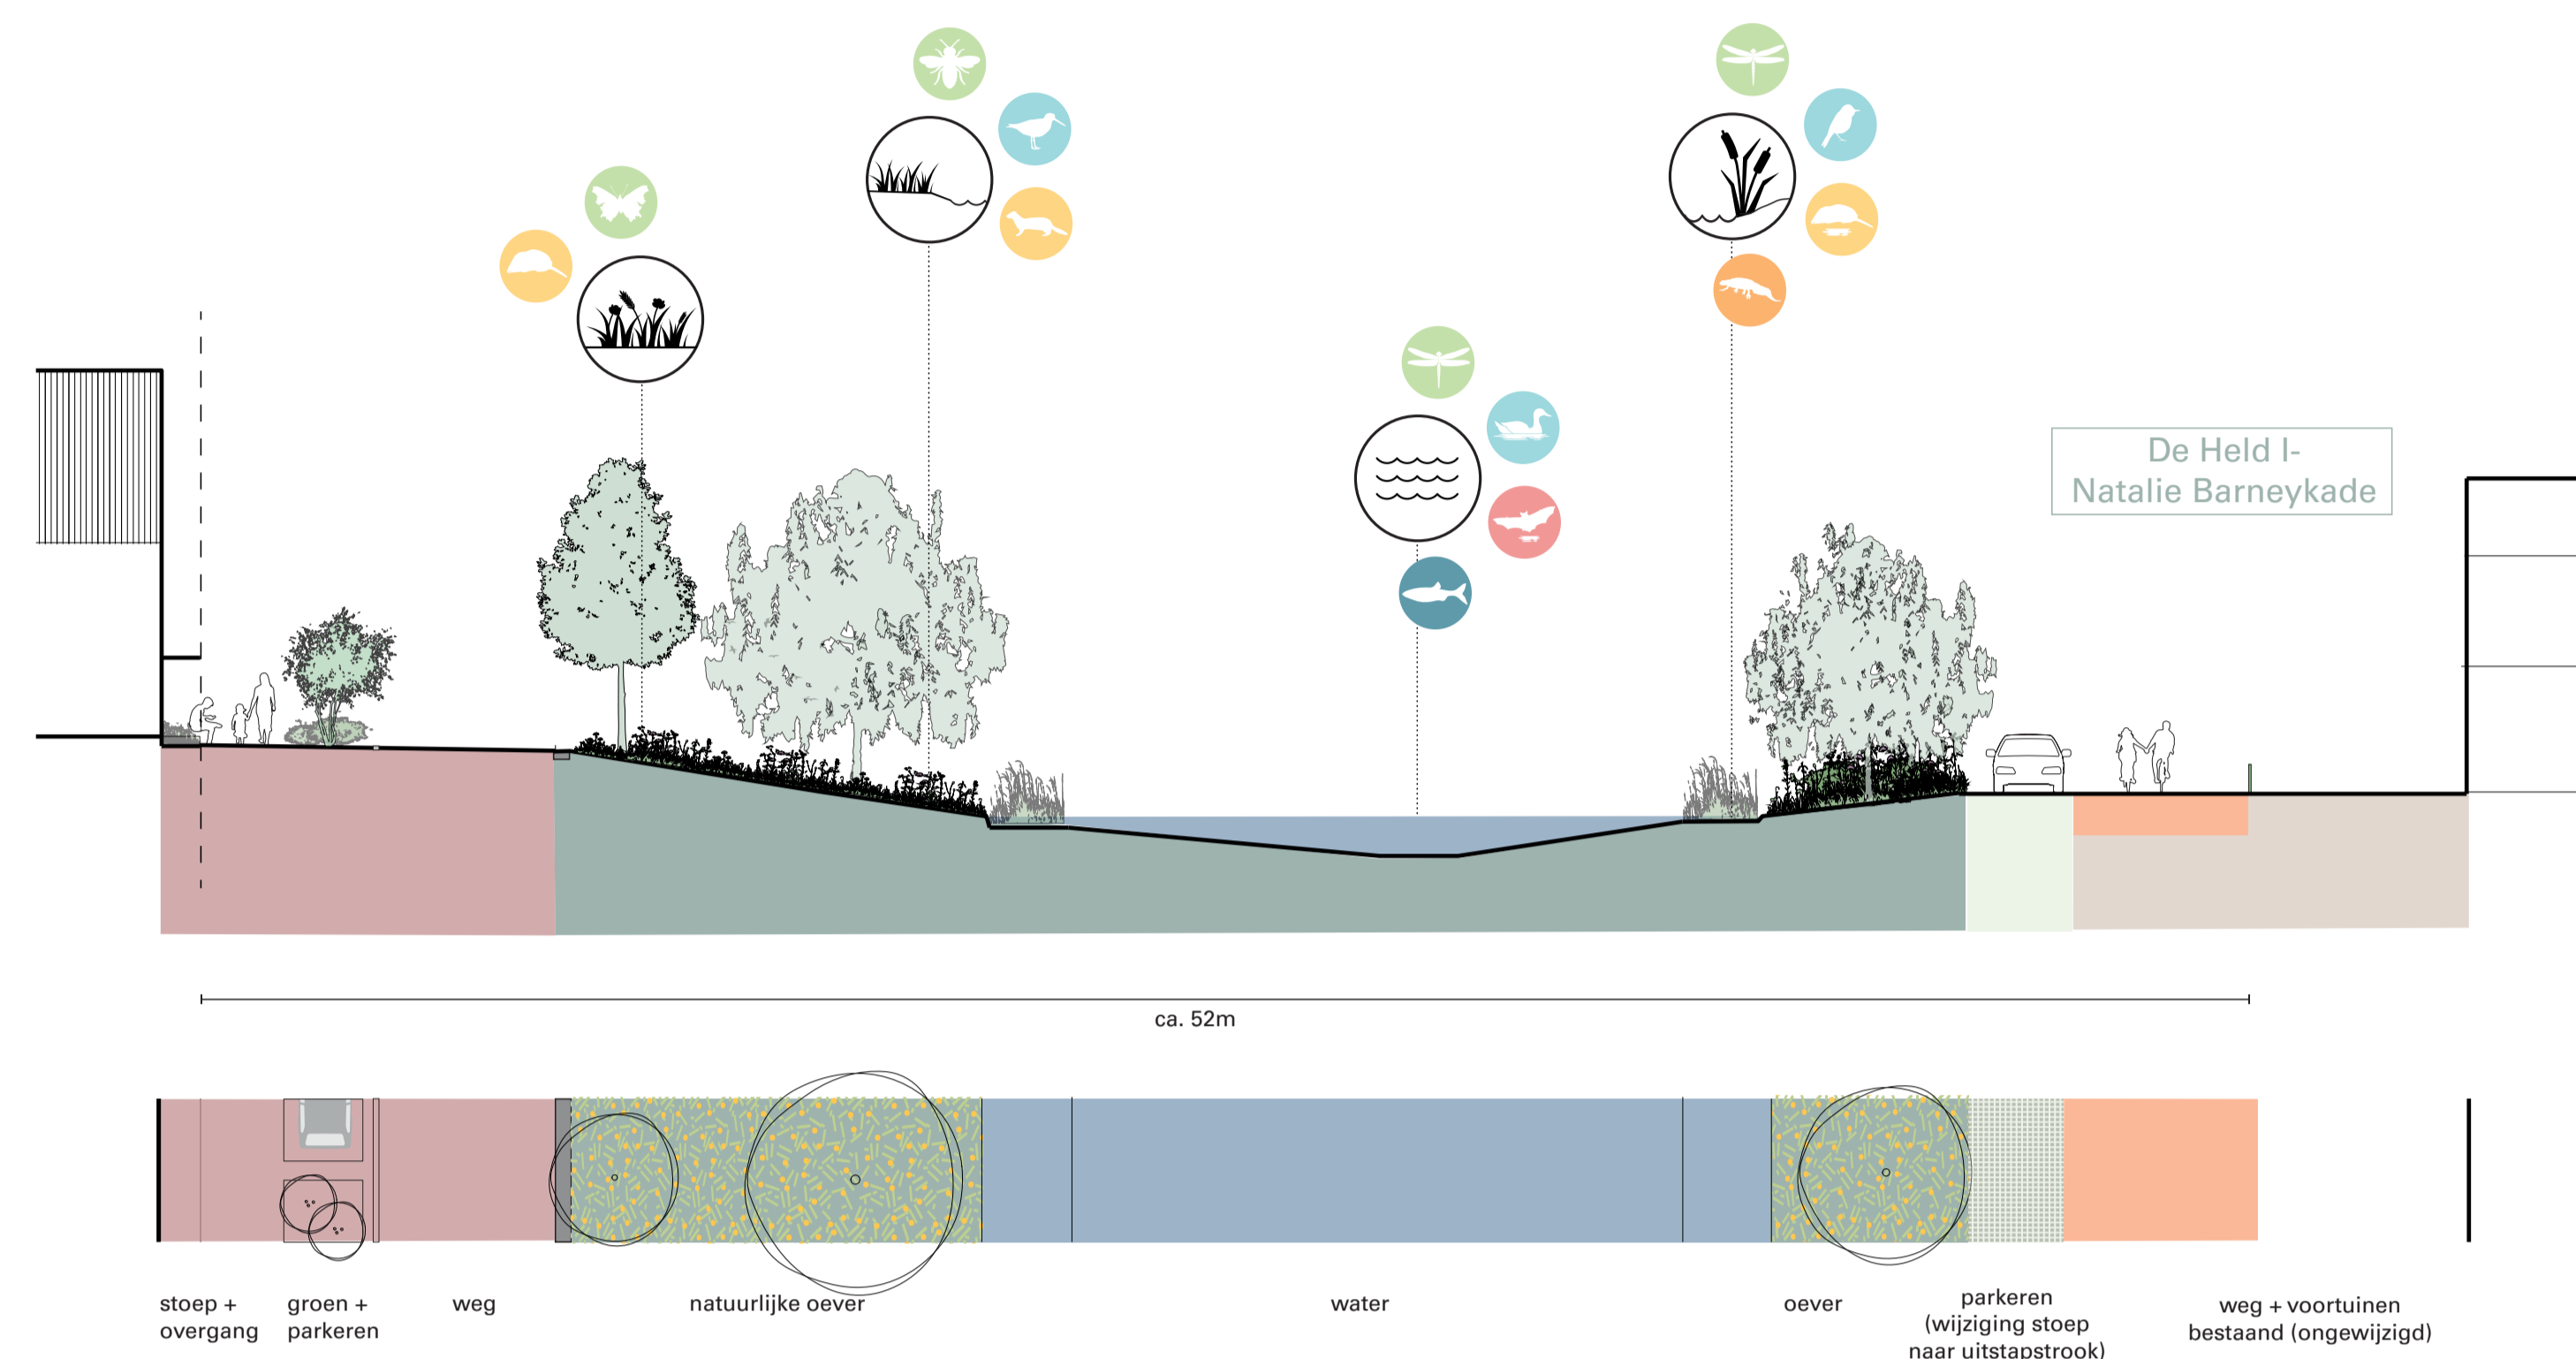 De Held I-
Natalie Barneykade
ca. 52m
stoep +
overgang
groen +
parkeren
weg
natuurlijke oever
water
oever
parkeren
(wijziging stoep
naar uitstapstrook)
weg + voortuinen
bestaand (ongewijzigd)